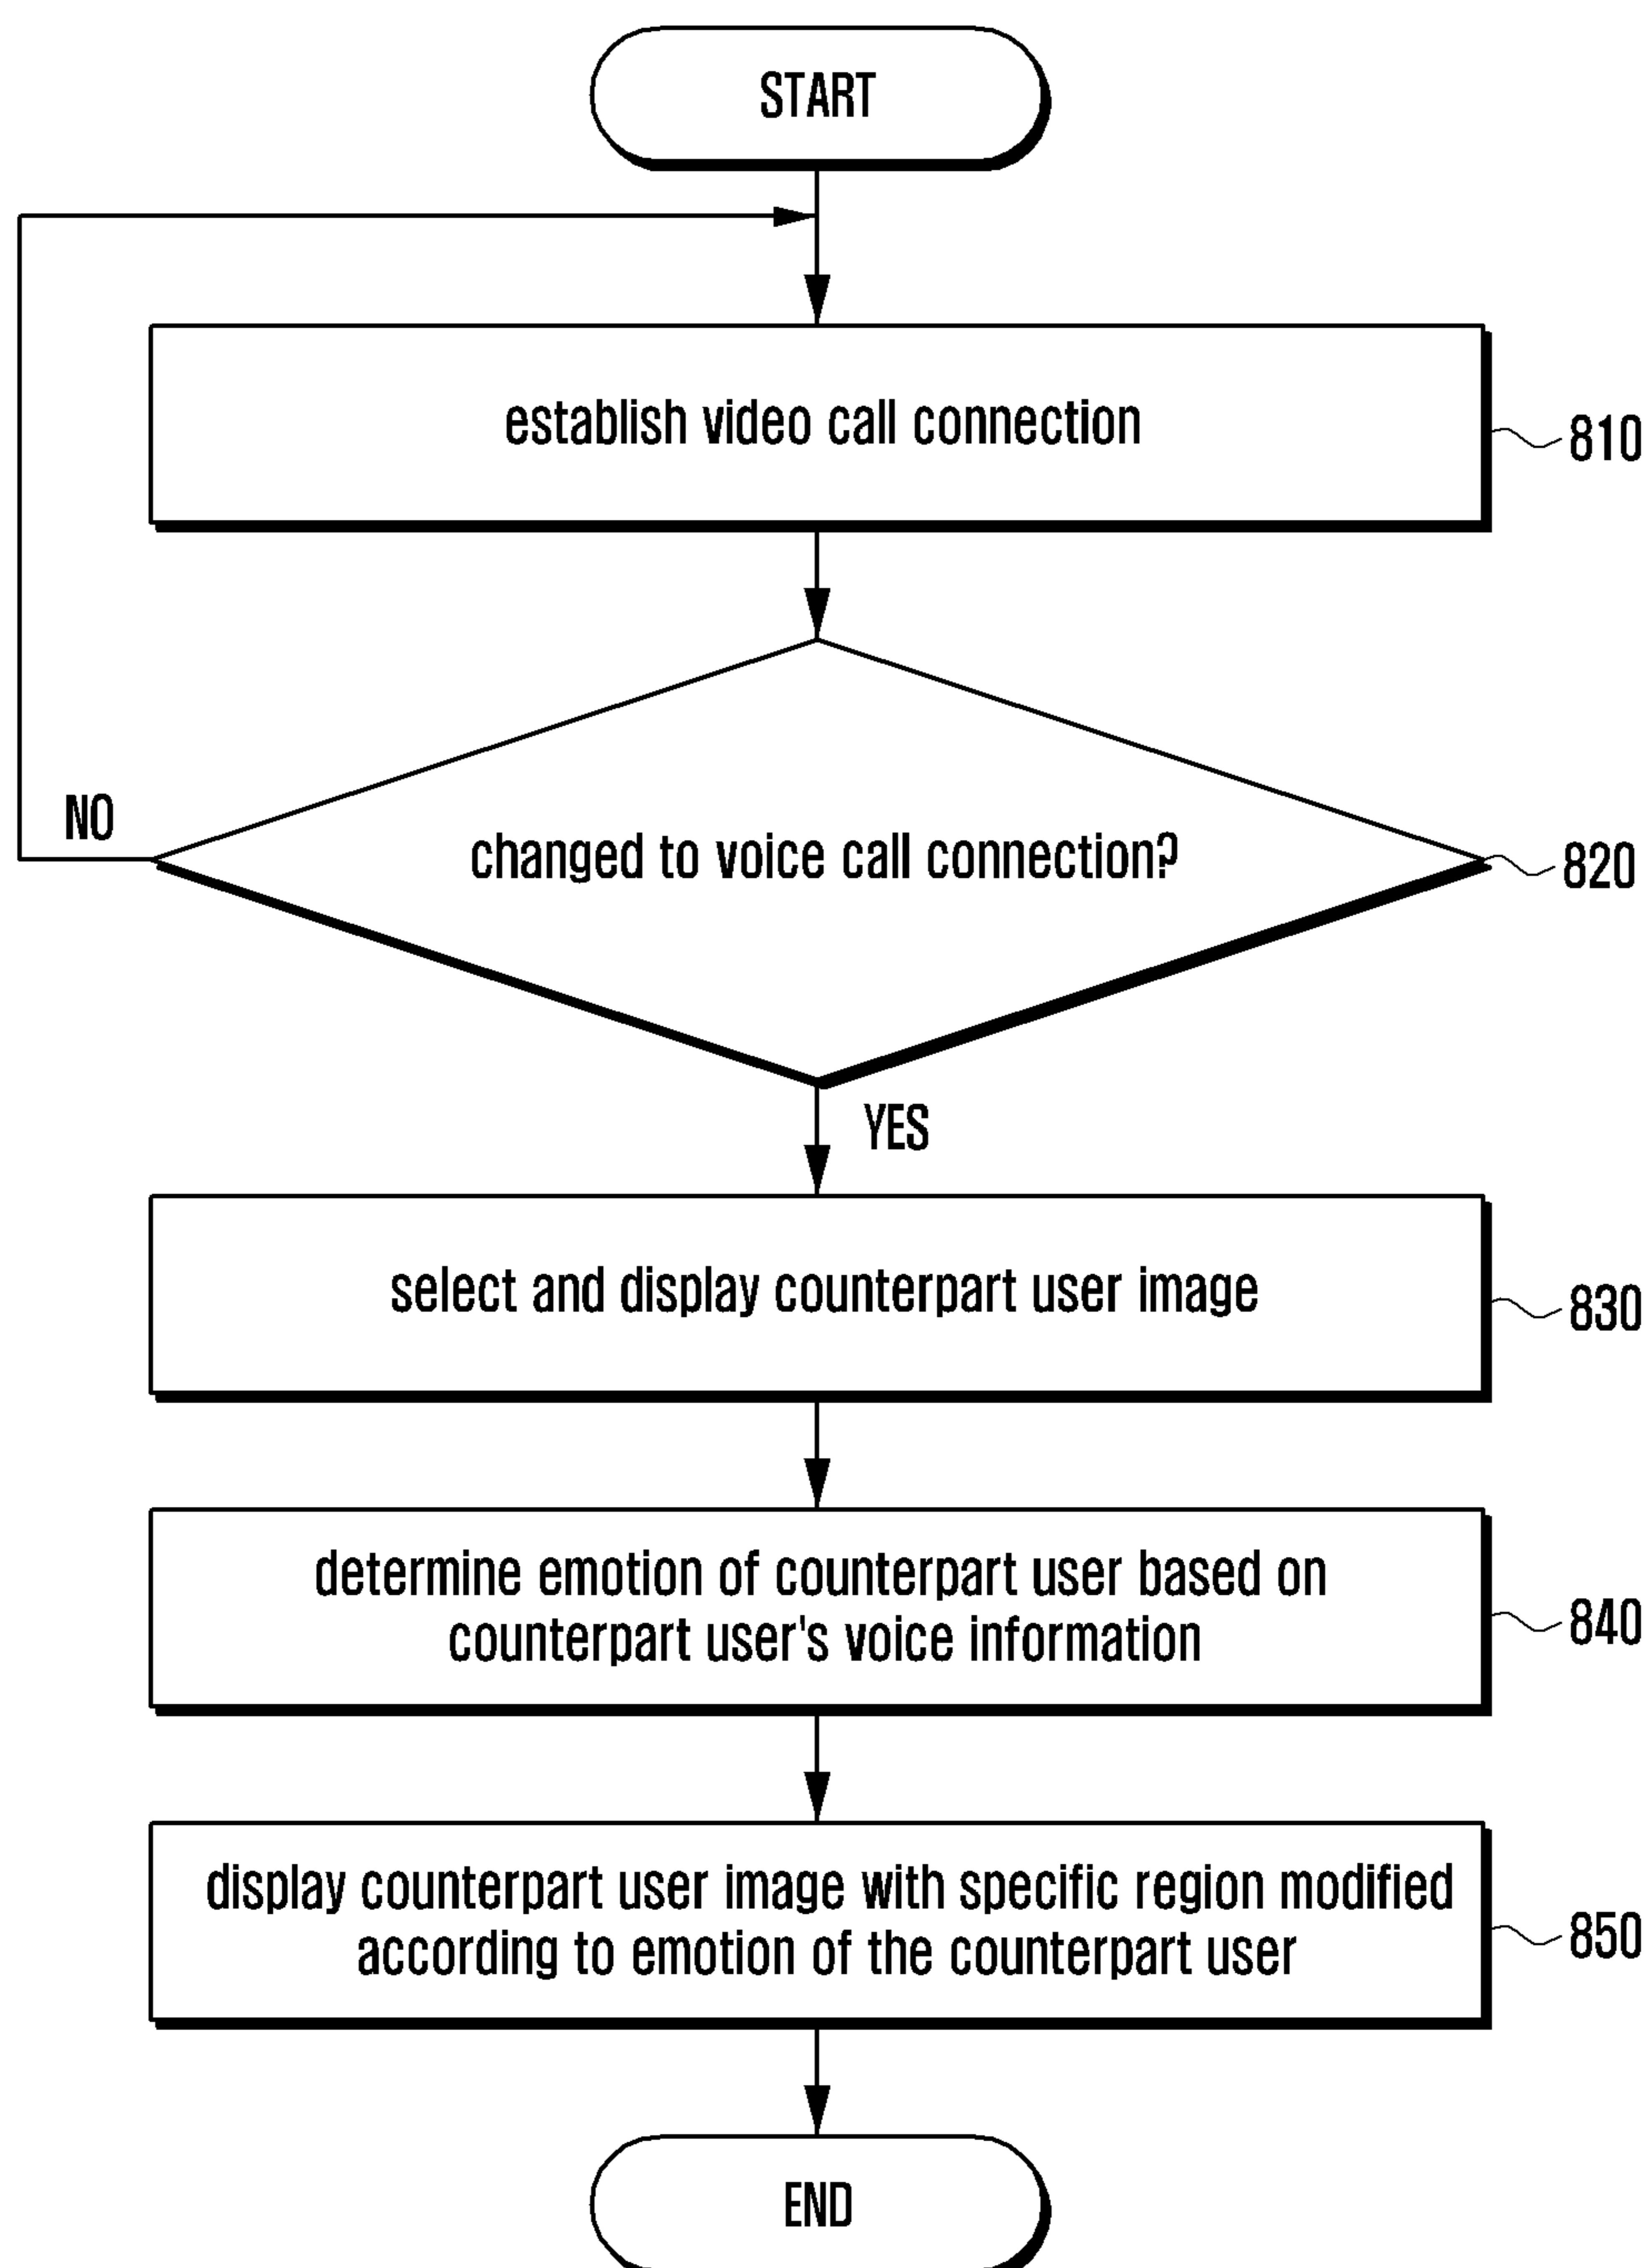 START
establish video call connection
810
changed to voice call connection?
820
NO
YES
select and display counterpart user image
830
determine emotion of counterpart user based on
counterpart user's voice information
840
display counterpart user image with specific region modified
according to emotion of the counterpart user
850
END